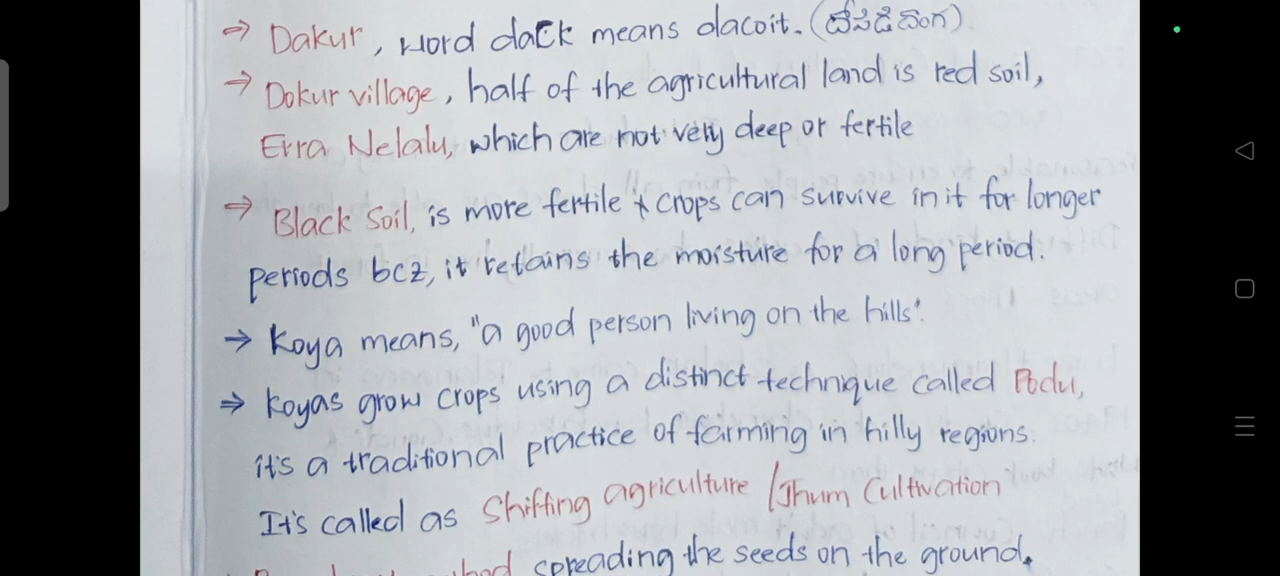 → Dakur, word dack means dacoit. (దోపిడిదొంగ).
→ Dokur village, half of the agricultural land is red soil,
Erra Nelalu, which are not very deep or fertile
→ Black Soil, is more fertile & crops can survive in it for longer
periods bcz, it retains the moisture for a long period.
→ Koya means, "a good person living on the hills".
⇒ Koyas grow crops using a distinct technique called Podu,
it's a traditional practice of farming in hilly regions.
It's called as Shifting agriculture / Jhum Cultivation
spreading the seeds on the ground.